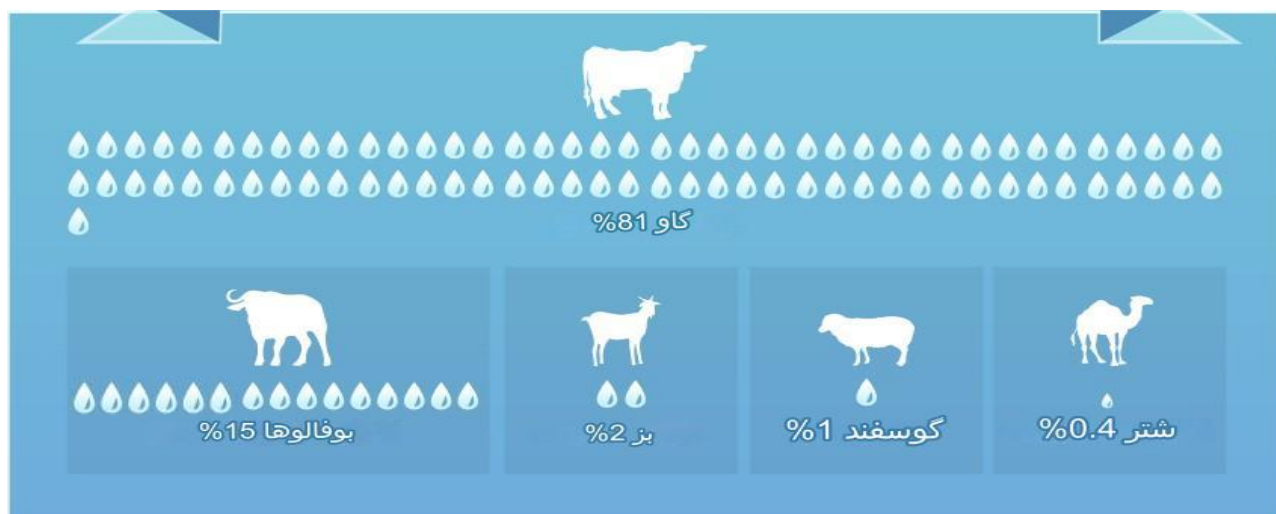 گاو 81%
بوفالوها 15%
بز 2%
گوسفند 1%
شتر 0.4%